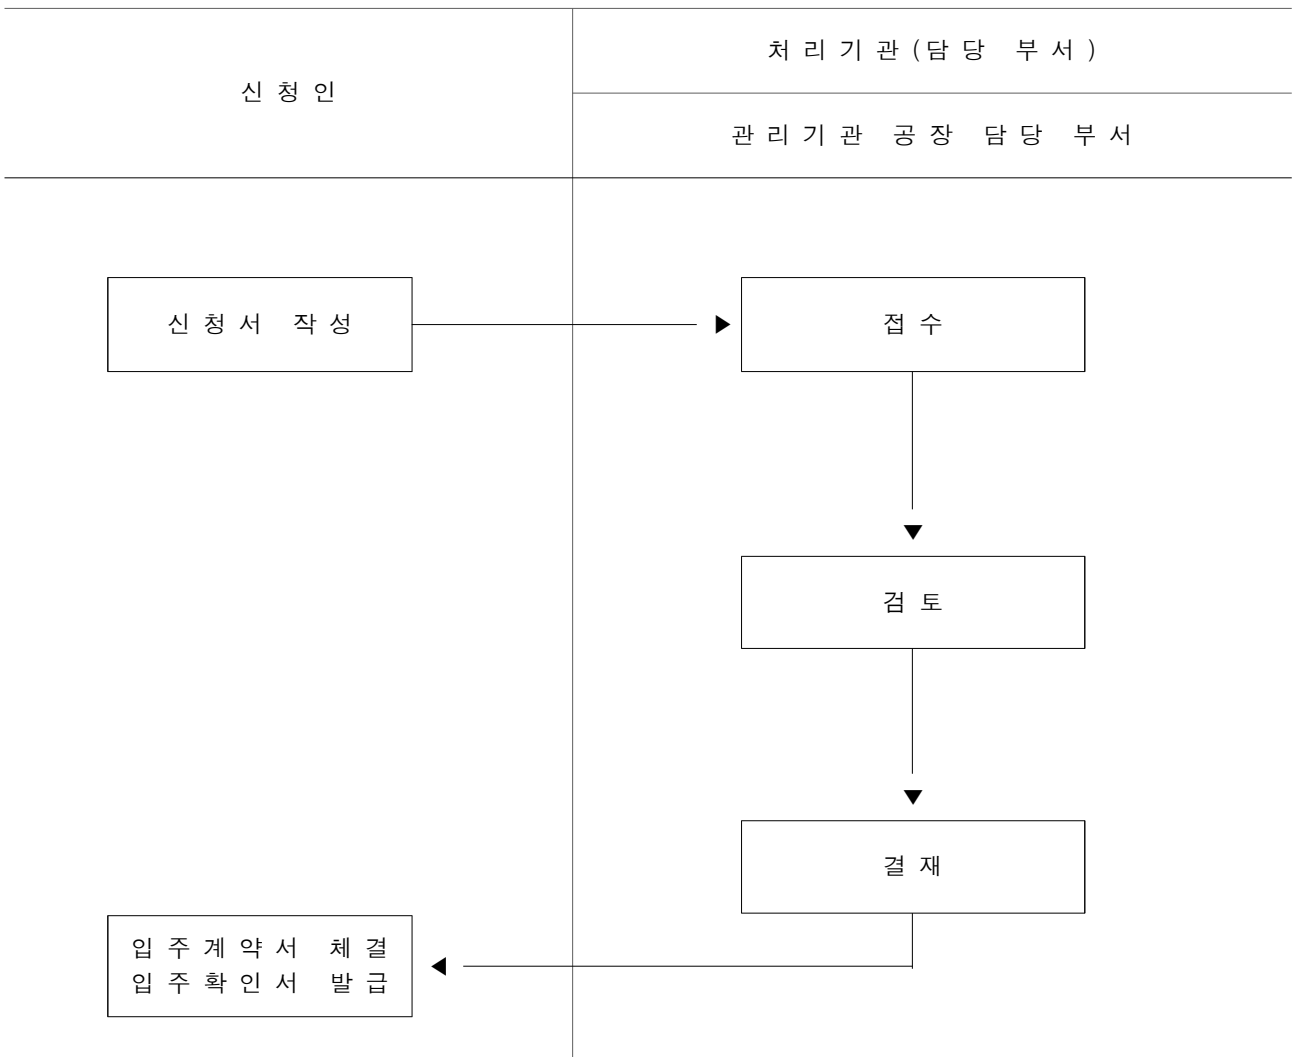 신청인
처리기관(담당 부서)
관리기관 공장 담당 부서
신청서 작성
접수
검토
결재
입주계약서 체결
입주확인서 발급